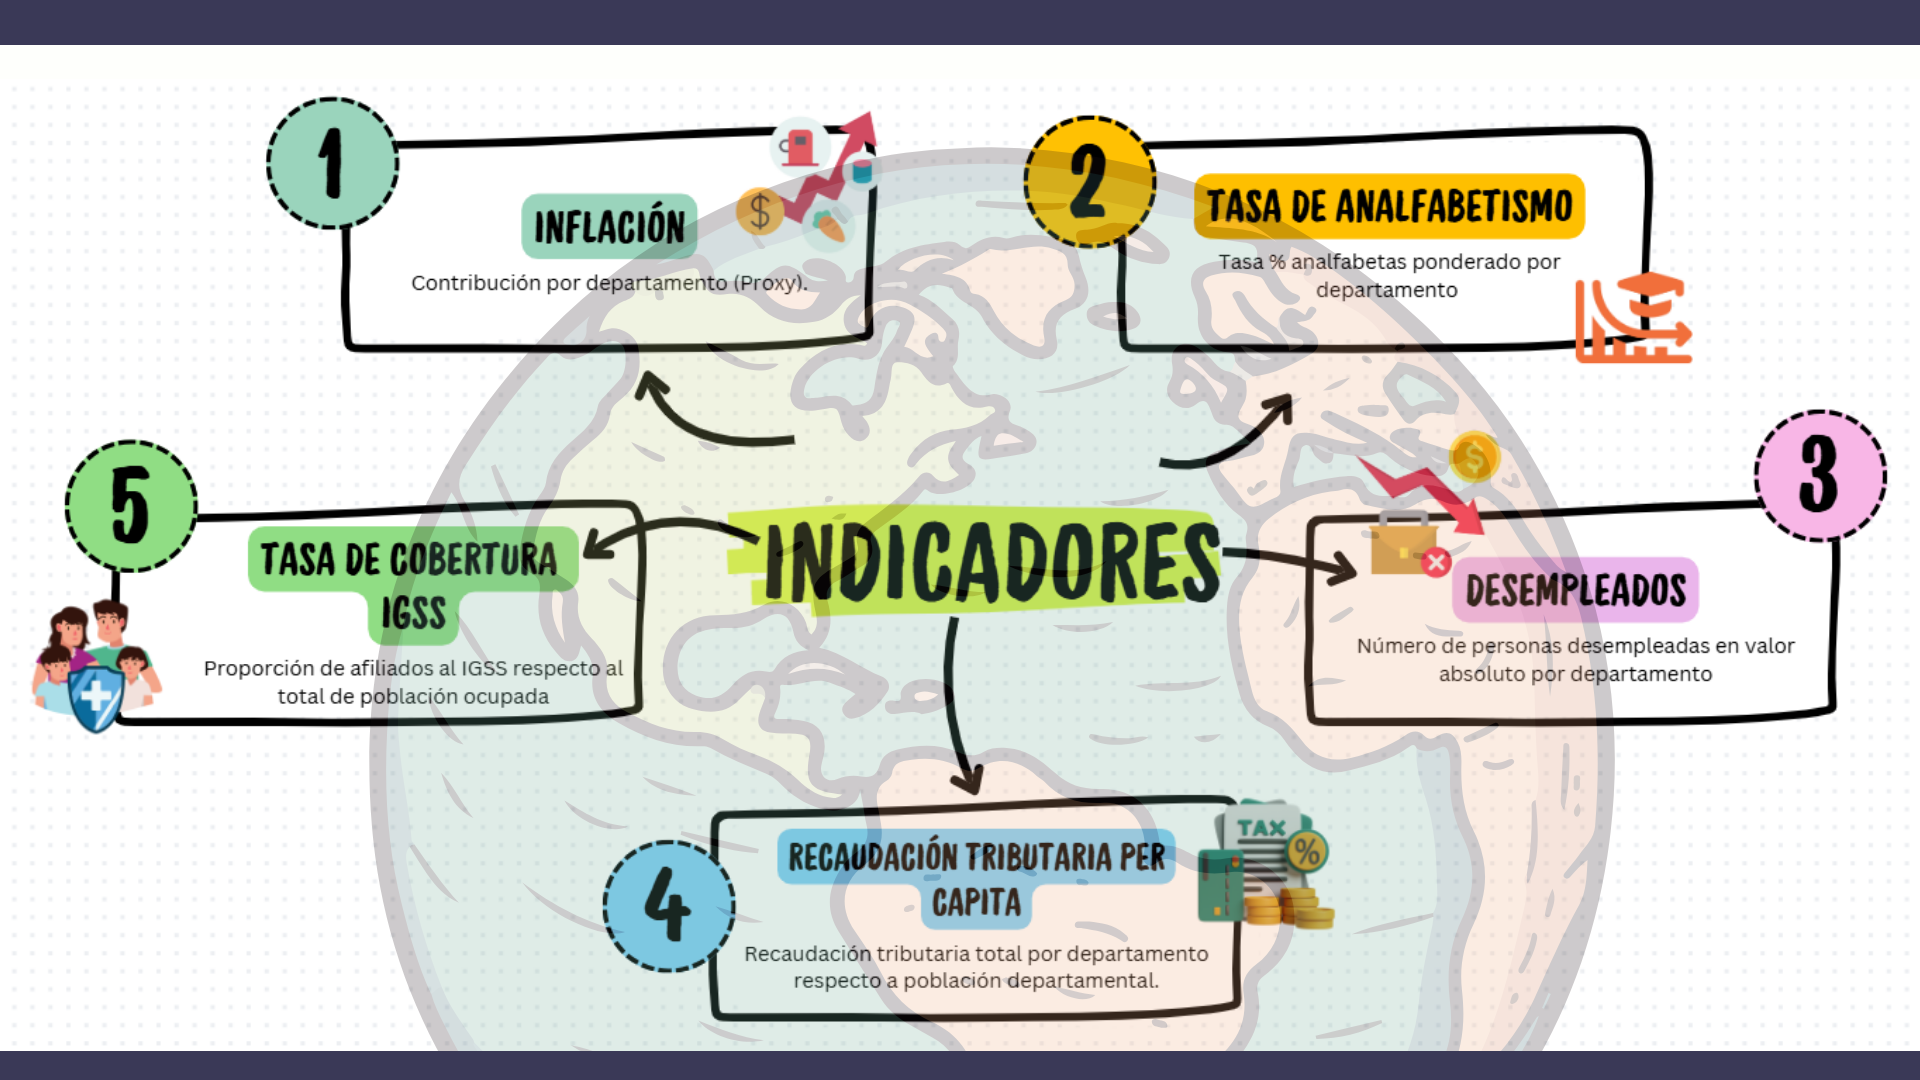 1
INFLACIÓN
$
Contribución por departamento (Proxy).
2
TASA DE ANALFABETISMO
Tasa % analfabetas ponderado por
departamento
INDICADORES
3
$
DESEMPLEADOS
Número de personas desempleadas en valor
absoluto por departamento
4
RECAUDACIÓN TRIBUTARIA PER
CAPITA
TAX
%
Recaudación tributaria total por departamento
respecto a población departamental.
5
TASA DE COBERTURA
IGSS
Proporción de afiliados al IGSS respecto al
total de población ocupada